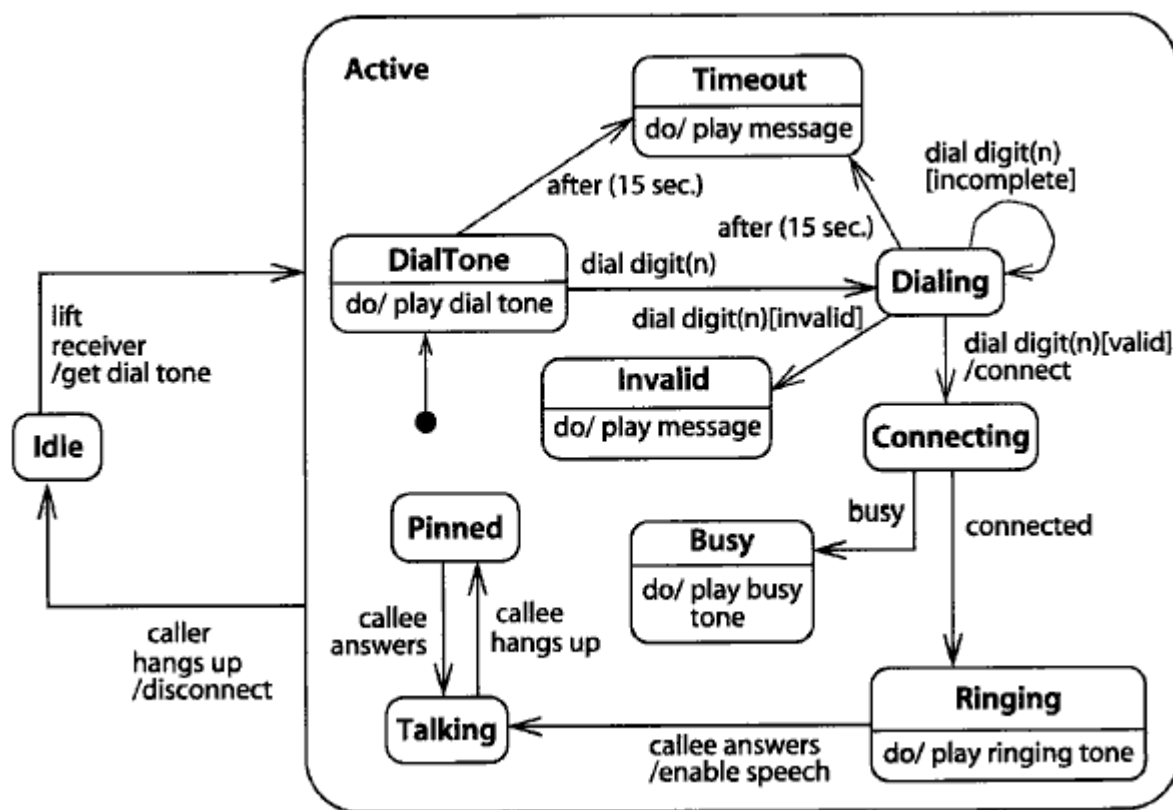 Active
Timeout
do/ play message
dial digit(n)
[incomplete]
after (15 sec.)
after (15 sec.)
DialTone
do/ play dial tone
dial digit(n)
Dialing
lift
receiver
/get dial tone
dial digit(n)[invalid]
dial digit(n)[valid]
/connect
Invalid
do/ play message
Idle
Connecting
Pinned
busy
connected
Busy
do/ play busy
tone
callee
answers
callee
hangs up
caller
hangs up
/disconnect
Talking
Ringing
do/ play ringing tone
callee answers
/enable speech